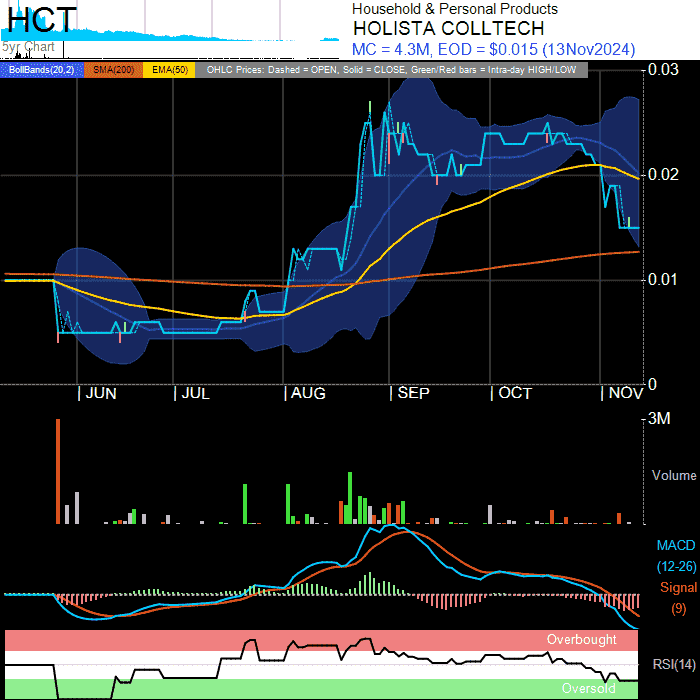 HCT
5yr Chart
Household & Personal Products
HOLISTA COLLTECH
MC = 4.3M, EOD = $0.015 (13Nov2024)
BollBands(20,2) SMA(200) EMA(50) OHLC Prices: Dashed = OPEN, Solid = CLOSE, Green/Red bars = Intra-day HIGH/LOW
0.03
0.02
0.01
0
| JUN | JUL | AUG | SEP | OCT | NOV
3M
Volume
MACD
(12-26)
Signal
(9)
Overbought
RSI(14)
Oversold